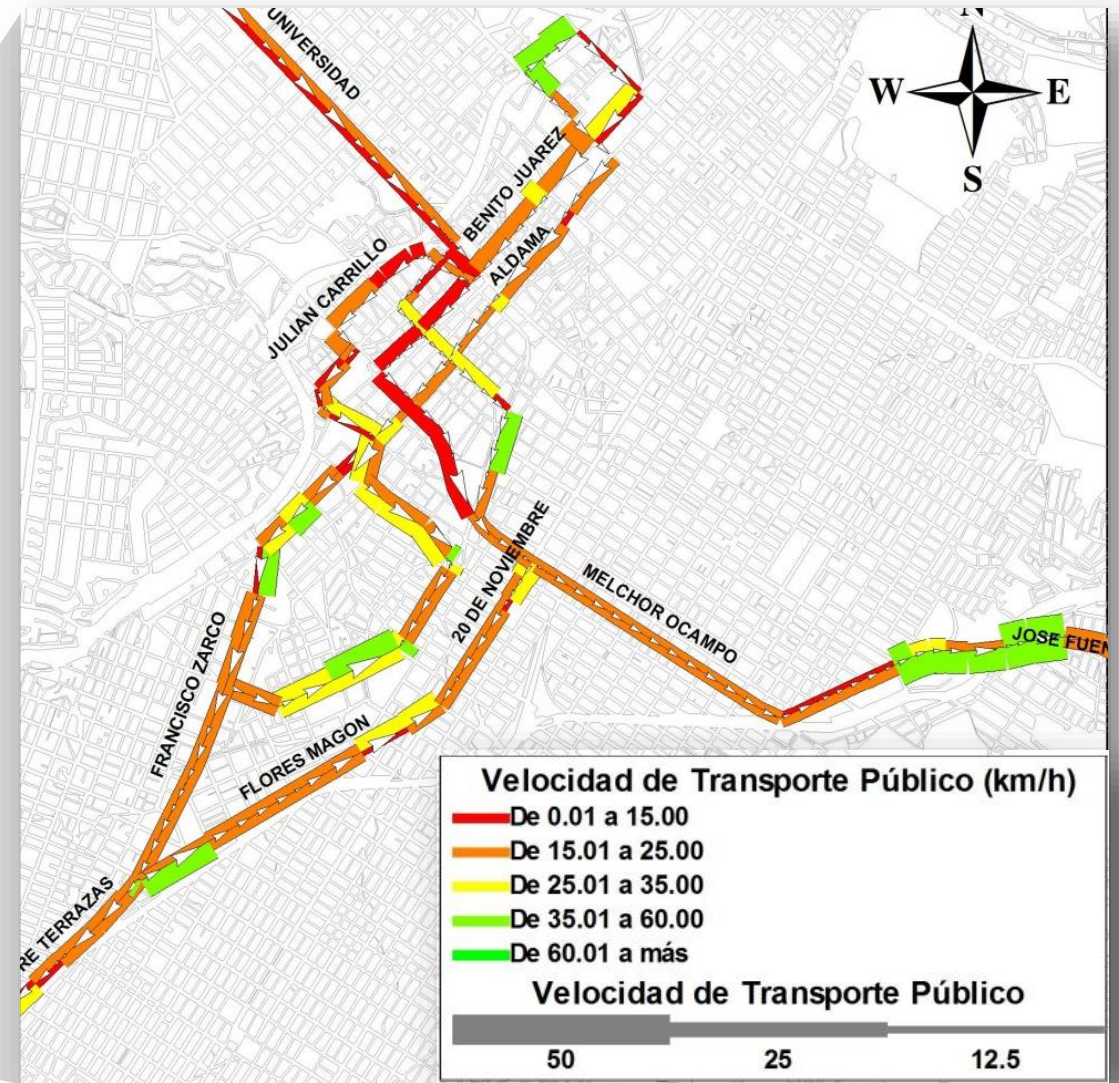 UNIVERSIDAD
N
W
E
S
BENITO JUAREZ
ALDAMA
JULIAN CARRILLO
20 DE NOVIEMBRE
MELCHOR OCAMPO
JOSE FUEN
FRANCISCO ZARCO
FLORES MAGON
RE TERRAZAS
Velocidad de Transporte Público (km/h)
De 0.01 a 15.00
De 15.01 a 25.00
De 25.01 a 35.00
De 35.01 a 60.00
De 60.01 a más
Velocidad de Transporte Público
50 25 12.5